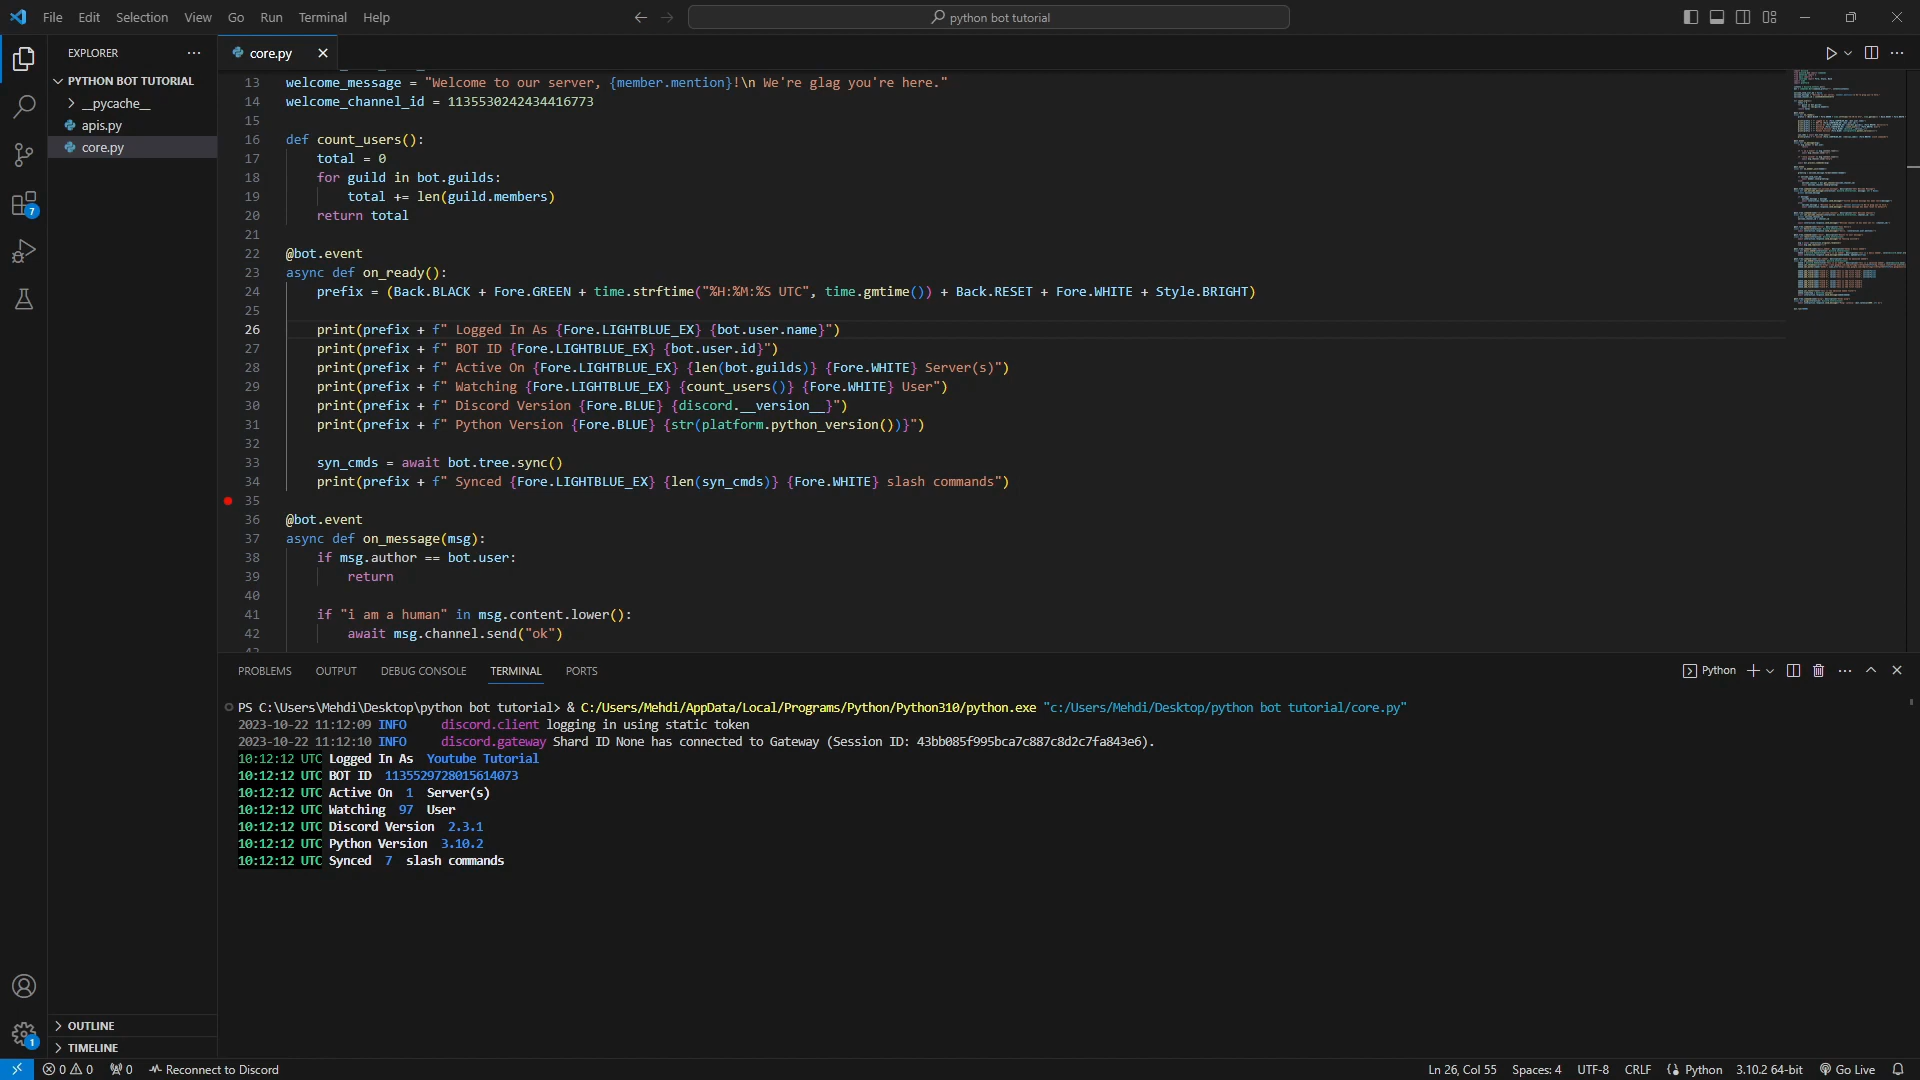 File Edit Selection View Go Run Terminal Help
python bot tutorial
EXPLORER
PYTHON BOT TUTORIAL
__pycache__
apis.py
core.py
7
core.py
13 welcome_message = "Welcome to our server, {member.mention}!\n We're glag you're here."
14 welcome_channel_id = 1135530242434416773
15
16 def count_users():
17 total = 0
18 for guild in bot.guilds:
19 total += len(guild.members)
20 return total
21
22 @bot.event
23 async def on_ready():
24 prefix = (Back.BLACK + Fore.GREEN + time.strftime("%H:%M:%S UTC", time.gmtime()) + Back.RESET + Fore.WHITE + Style.BRIGHT)
25
26 print(prefix + f" Logged In As {Fore.LIGHTBLUE_EX} {bot.user.name}")
27 print(prefix + f" BOT ID {Fore.LIGHTBLUE_EX} {bot.user.id}")
28 print(prefix + f" Active On {Fore.LIGHTBLUE_EX} {len(bot.guilds)} {Fore.WHITE} Server(s)")
29 print(prefix + f" Watching {Fore.LIGHTBLUE_EX} {count_users()} {Fore.WHITE} User")
30 print(prefix + f" Discord Version {Fore.BLUE} {discord.__version__}")
31 print(prefix + f" Python Version {Fore.BLUE} {str(platform.python_version())}")
32
33 syn_cmds = await bot.tree.sync()
34 print(prefix + f" Synced {Fore.LIGHTBLUE_EX} {len(syn_cmds)} {Fore.WHITE} slash commands")
35
36 @bot.event
37 async def on_message(msg):
38 if msg.author == bot.user:
39 return
40
41 if "i am a human" in msg.content.lower():
42 await msg.channel.send("ok")
PROBLEMS OUTPUT DEBUG CONSOLE TERMINAL PORTS
Python
PS C:\Users\Mehdi\Desktop\python bot tutorial> & C:/Users/Mehdi/AppData/Local/Programs/Python/Python310/python.exe "c:/Users/Mehdi/Desktop/python bot tutorial/core.py"
2023-10-22 11:12:09 INFO discord.client logging in using static token
2023-10-22 11:12:10 INFO discord.gateway Shard ID None has connected to Gateway (Session ID: 43bb085f995bca7c887c8d2c7fa843e6).
10:12:12 UTC Logged In As Youtube Tutorial
10:12:12 UTC BOT ID 1135529728015614073
10:12:12 UTC Active On 1 Server(s)
10:12:12 UTC Watching 97 User
10:12:12 UTC Discord Version 2.3.1
10:12:12 UTC Python Version 3.10.2
10:12:12 UTC Synced 7 slash commands
OUTLINE
TIMELINE
1
0 0 0 Reconnect to Discord
Ln 26, Col 55 Spaces: 4 UTF-8 CRLF Python 3.10.2 64-bit Go Live